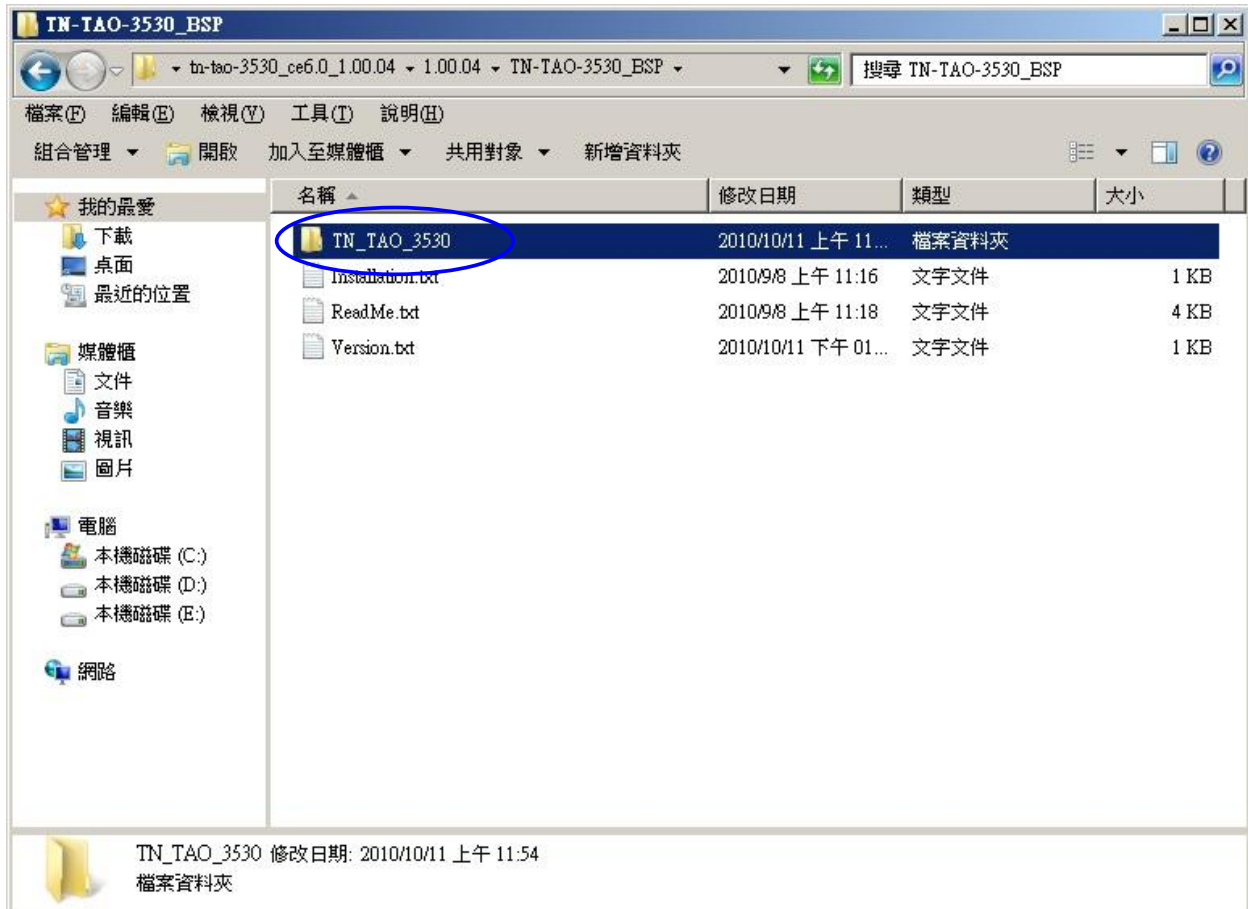 TN-TAO-3530_BSP
tn-tao-3530_ce6.0_1.00.04 1.00.04 TN-TAO-3530_BSP 搜尋 TN-TAO-3530_BSP
檔案(F) 編輯(E) 檢視(V) 工具(T) 說明(H)
組合管理 開啟 加入至媒體櫃 共用對象 新增資料夾
名稱 修改日期 類型 大小
我的最愛
下載
桌面
最近的位置
媒體櫃
文件
音樂
視訊
圖片
電腦
本機磁碟 (C:)
本機磁碟 (D:)
本機磁碟 (E:)
網路
TN_TAO_3530 2010/10/11 上午 11... 檔案資料夾
Installation.txt 2010/9/8 上午 11:16 文字文件 1 KB
ReadMe.txt 2010/9/8 上午 11:18 文字文件 4 KB
Version.txt 2010/10/11 下午 01... 文字文件 1 KB
TN_TAO_3530 修改日期: 2010/10/11 上午 11:54
檔案資料夾